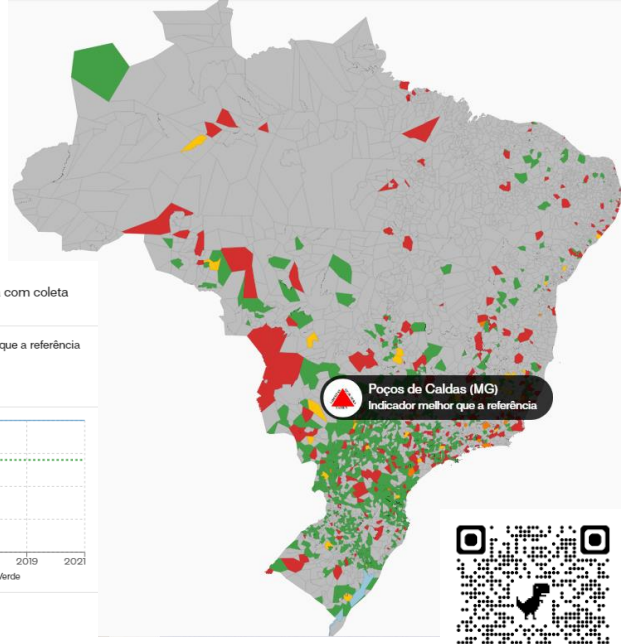 com coleta
que a referência
Poços de Caldas (MG)
Indicador melhor que a referência
2019 2021
Verde